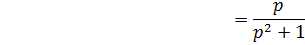 = p / (p² + 1)